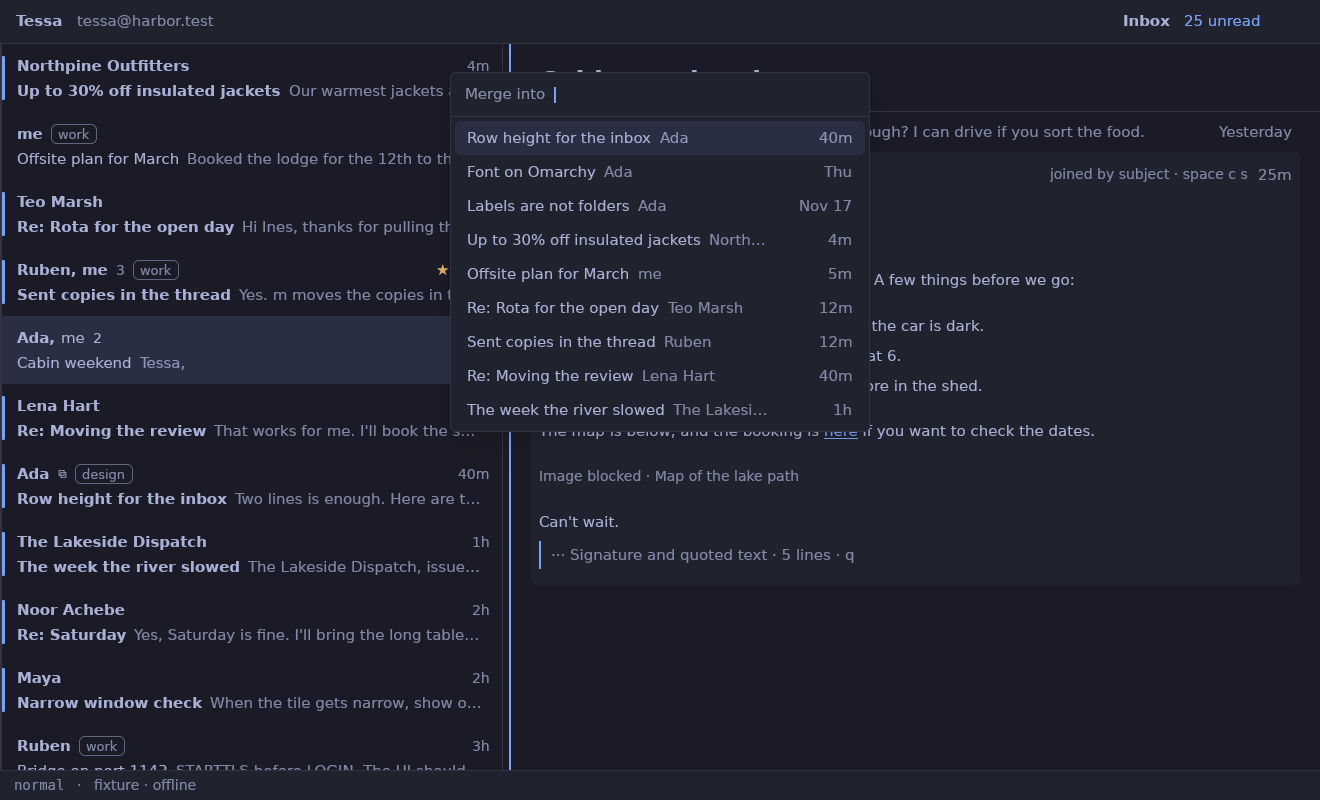 Tessa tessa@harbor.test Inbox 25 unread
Northpine Outfitters 4m
Up to 30% off insulated jackets Our warmest jackets
me work
Offsite plan for March Booked the lodge for the 12th to th
Teo Marsh
Re: Rota for the open day Hi Ines, thanks for pulling th
Ruben, me 3 work ★
Sent copies in the thread Yes. m moves the copies in t
Ada, me 2
Cabin weekend Tessa,
Lena Hart
Re: Moving the review That works for me. I'll book the s…
Ada design 40m
Row height for the inbox Two lines is enough. Here are t…
The Lakeside Dispatch 1h
The week the river slowed The Lakeside Dispatch, issue…
Noor Achebe 2h
Re: Saturday Yes, Saturday is fine. I'll bring the long table…
Maya 2h
Narrow window check When the tile gets narrow, show o…
Ruben work 3h
Bridge on port 1143 STARTTLS before LOGIN. The UI should
Merge into
Row height for the inbox Ada 40m
Font on Omarchy Ada Thu
Labels are not folders Ada Nov 17
Up to 30% off insulated jackets North… 4m
Offsite plan for March me 5m
Re: Rota for the open day Teo Marsh 12m
Sent copies in the thread Ruben 12m
Re: Moving the review Lena Hart 40m
The week the river slowed The Lakesi… 1h
ough? I can drive if you sort the food. Yesterday
joined by subject · space c s 25m
A few things before we go:
the car is dark.
at 6.
ore in the shed.
The map is below, and the booking is here if you want to check the dates.
Image blocked · Map of the lake path
Can't wait.
··· Signature and quoted text · 5 lines · q
normal · fixture · offline